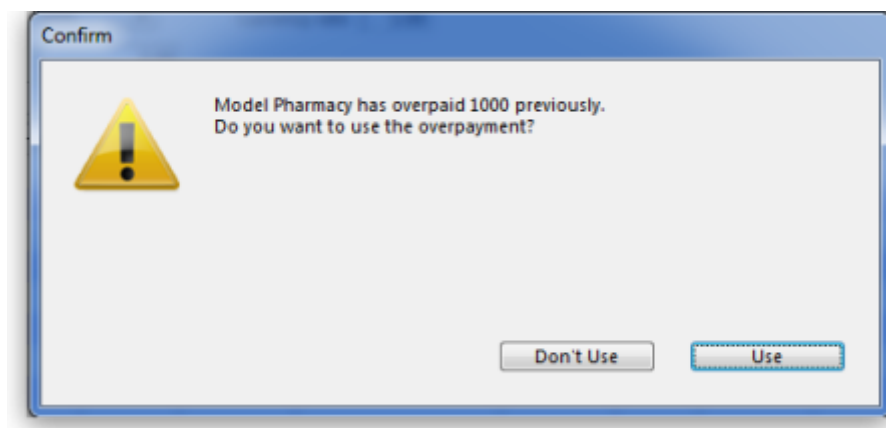 Confirm
Model Pharmacy has overpaid 1000 previously.
Do you want to use the overpayment?
Don't Use
Use